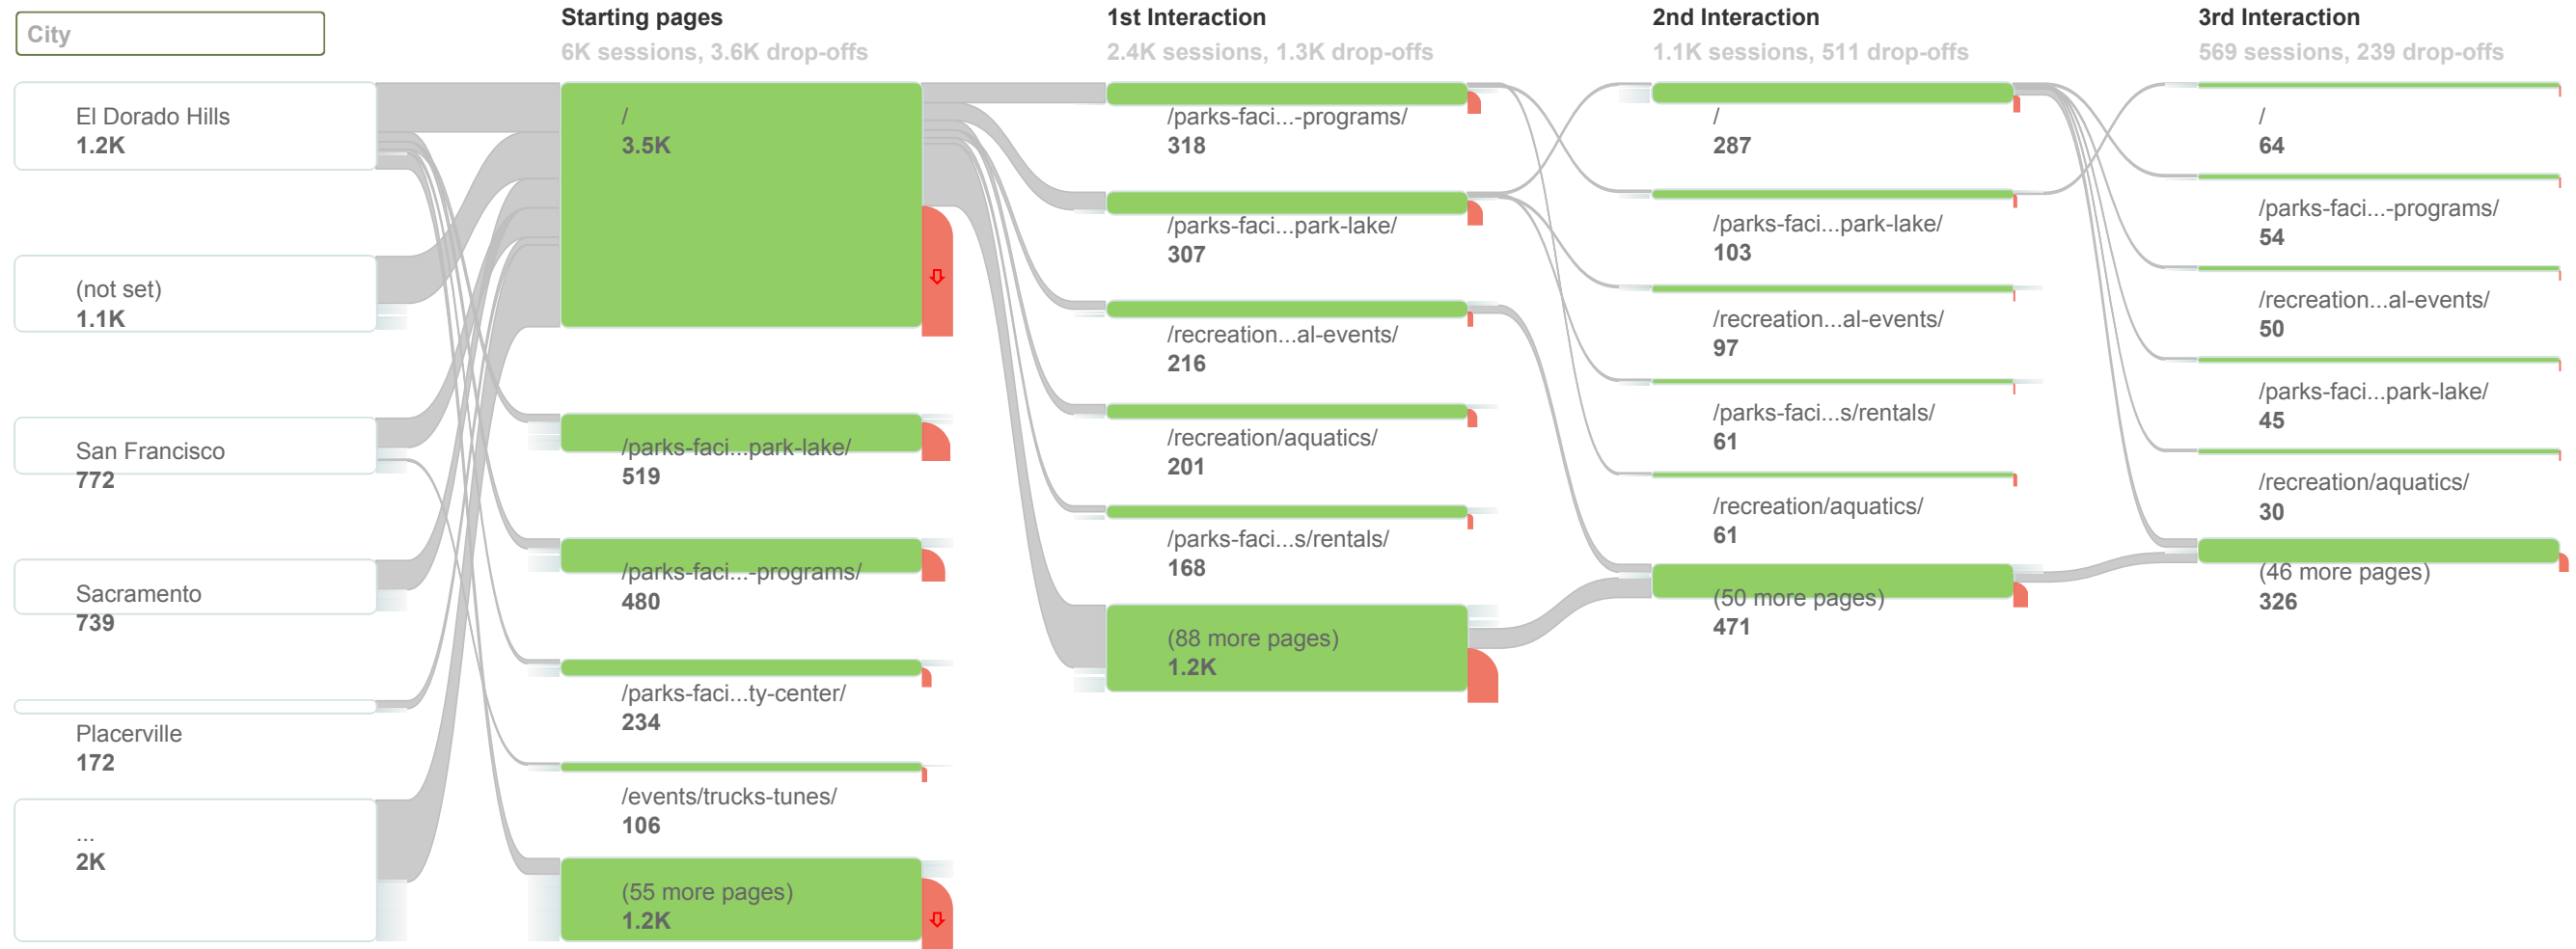 City
El Dorado Hills
1.2K
(not set)
1.1K
San Francisco
772
Sacramento
739
Placerville
172
...
2K
Starting pages
6K sessions, 3.6K drop-offs
/
3.5K
/parks-faci...park-lake/
519
/parks-faci...-programs/
480
/parks-faci...ty-center/
234
/events/trucks-tunes/
106
(55 more pages)
1.2K
1st Interaction
2.4K sessions, 1.3K drop-offs
/parks-faci...-programs/
318
/parks-faci...park-lake/
307
/recreation...al-events/
216
/recreation/aquatics/
201
/parks-faci...s/rentals/
168
(88 more pages)
1.2K
2nd Interaction
1.1K sessions, 511 drop-offs
/
287
/parks-faci...park-lake/
103
/recreation...al-events/
97
/parks-faci...s/rentals/
61
/recreation/aquatics/
61
(50 more pages)
471
3rd Interaction
569 sessions, 239 drop-offs
/
64
/parks-faci...-programs/
54
/recreation...al-events/
50
/parks-faci...park-lake/
45
/recreation/aquatics/
30
(46 more pages)
326